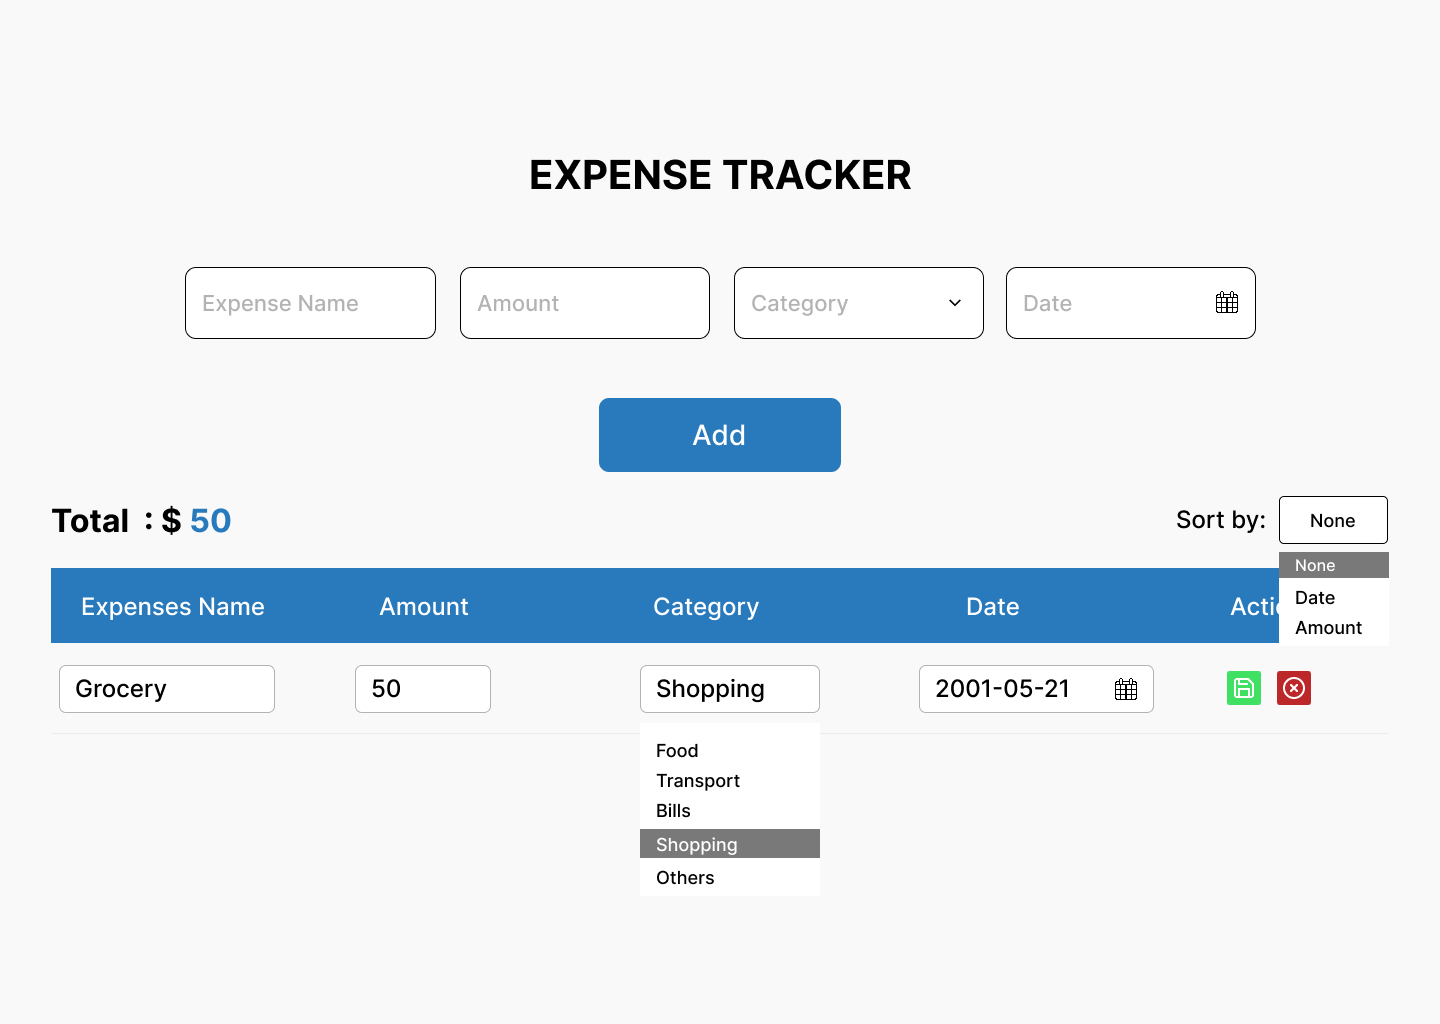 EXPENSE TRACKER
Expense Name Amount Category Date
Add
Total : $ 50 Sort by: None
None
Date
Amount
Expenses Name Amount Category Date Actio
Grocery 50 Shopping 2001-05-21
Food
Transport
Bills
Shopping
Others